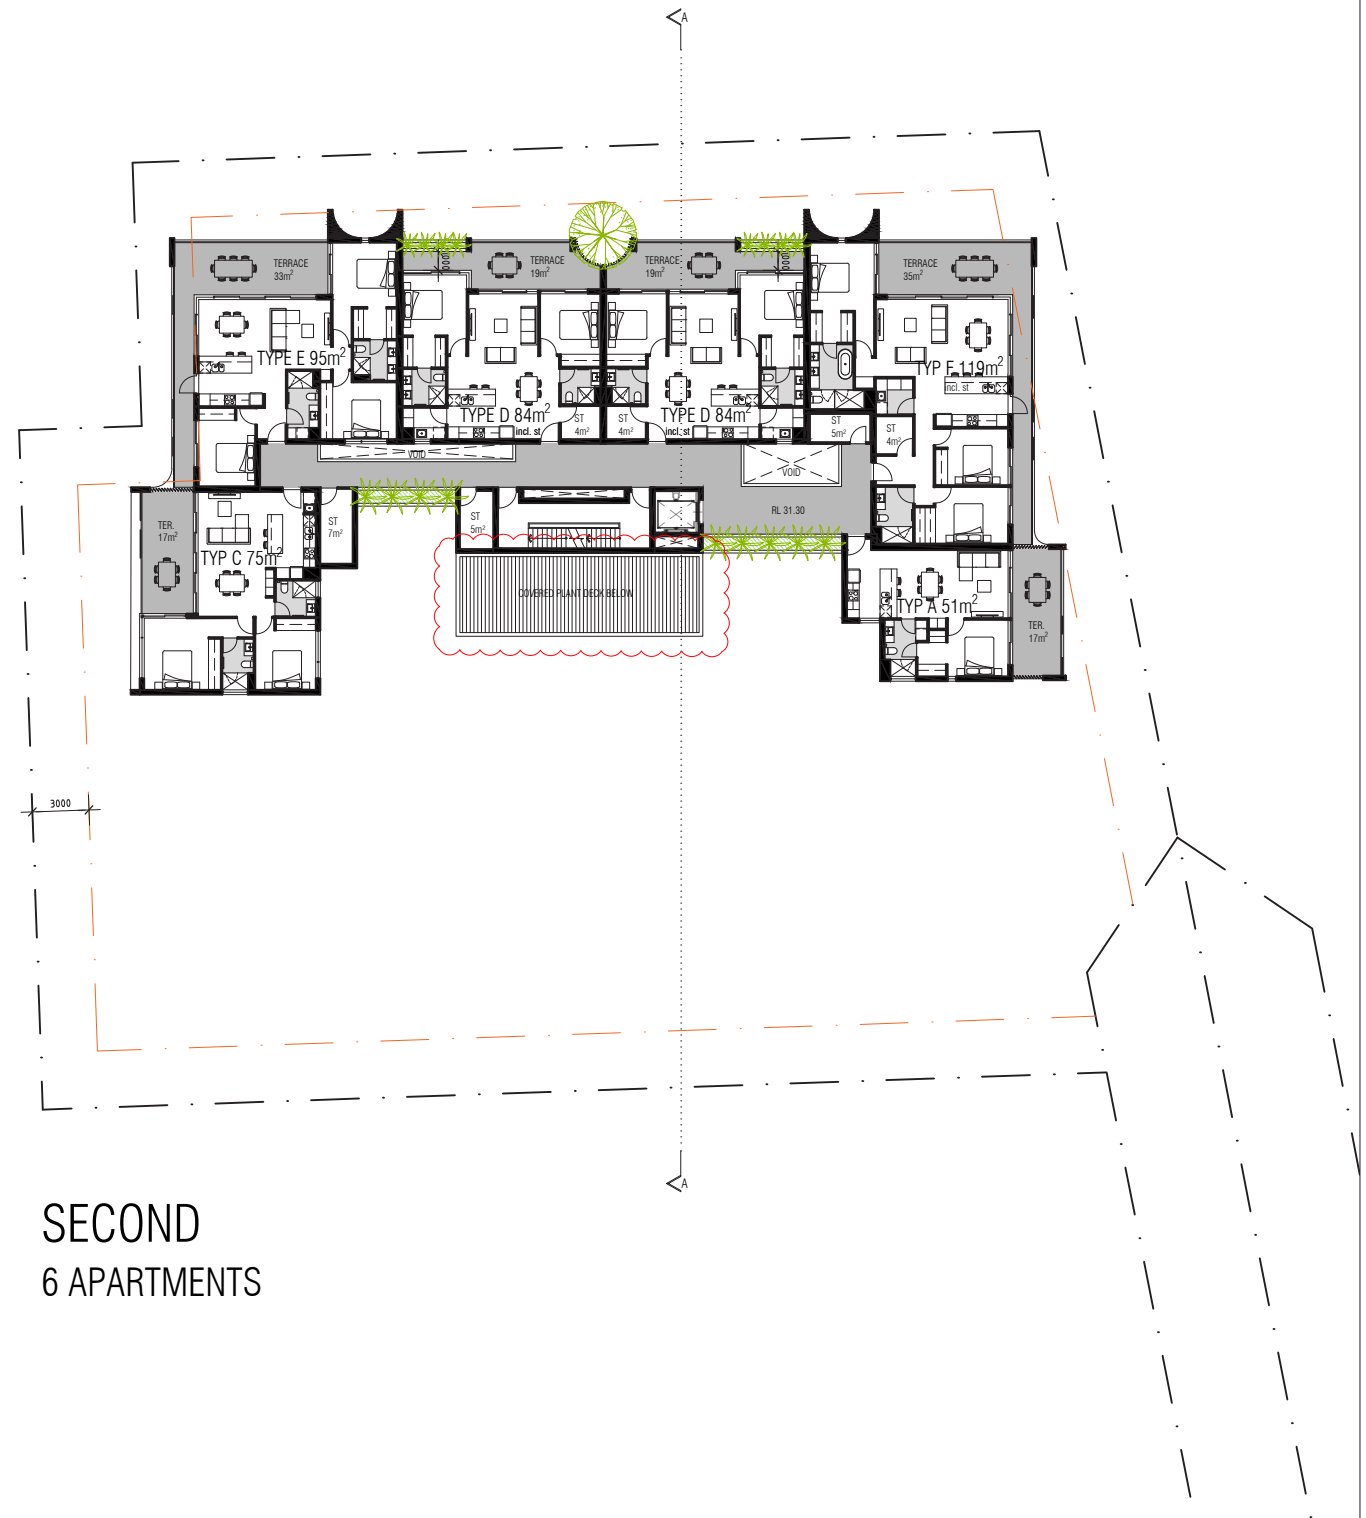 A
TERRACE
33m²
TERRACE
19m²
TERRACE
19m²
TERRACE
35m²
TYPE E 95m²
TYP F 119m²
incl. st
TYPE D 84m²
incl. st
TYPE D 84m²
incl. st
ST
4m²
ST
4m²
ST
5m²
ST
4m²
VOID
VOID
RL 31.30
TER.
17m²
ST
7m²
ST
5m²
TYP C 75m²
COVERED PLANT DECK BELOW
TYP A 51m²
TER.
17m²
3000
A
SECOND
6 APARTMENTS